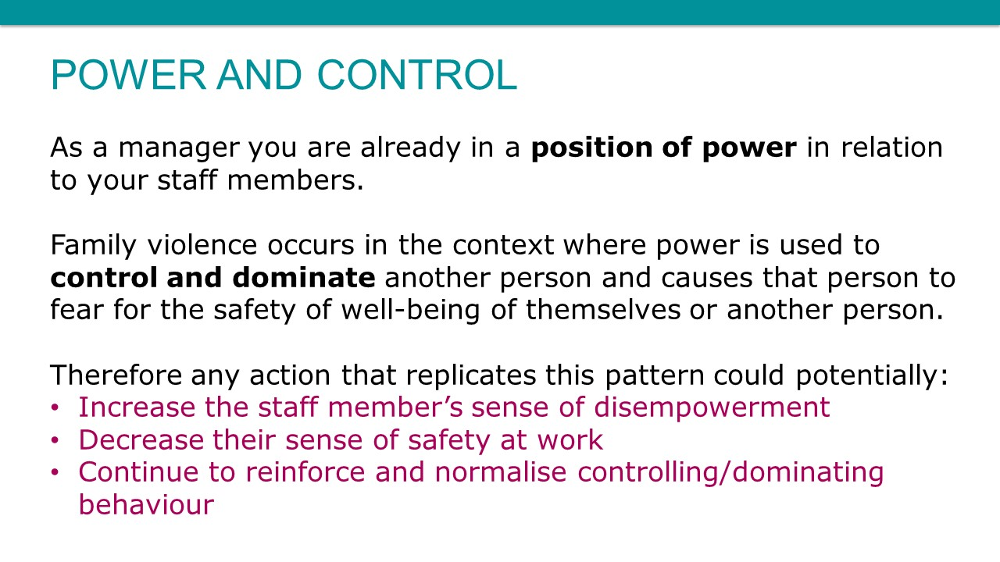 POWER AND CONTROL
As a manager you are already in a position of power in relation
to your staff members.
Family violence occurs in the context where power is used to
control and dominate another person and causes that person to
fear for the safety of well-being of themselves or another person.
Therefore any action that replicates this pattern could potentially:
• Increase the staff member’s sense of disempowerment
• Decrease their sense of safety at work
• Continue to reinforce and normalise controlling/dominating
behaviour